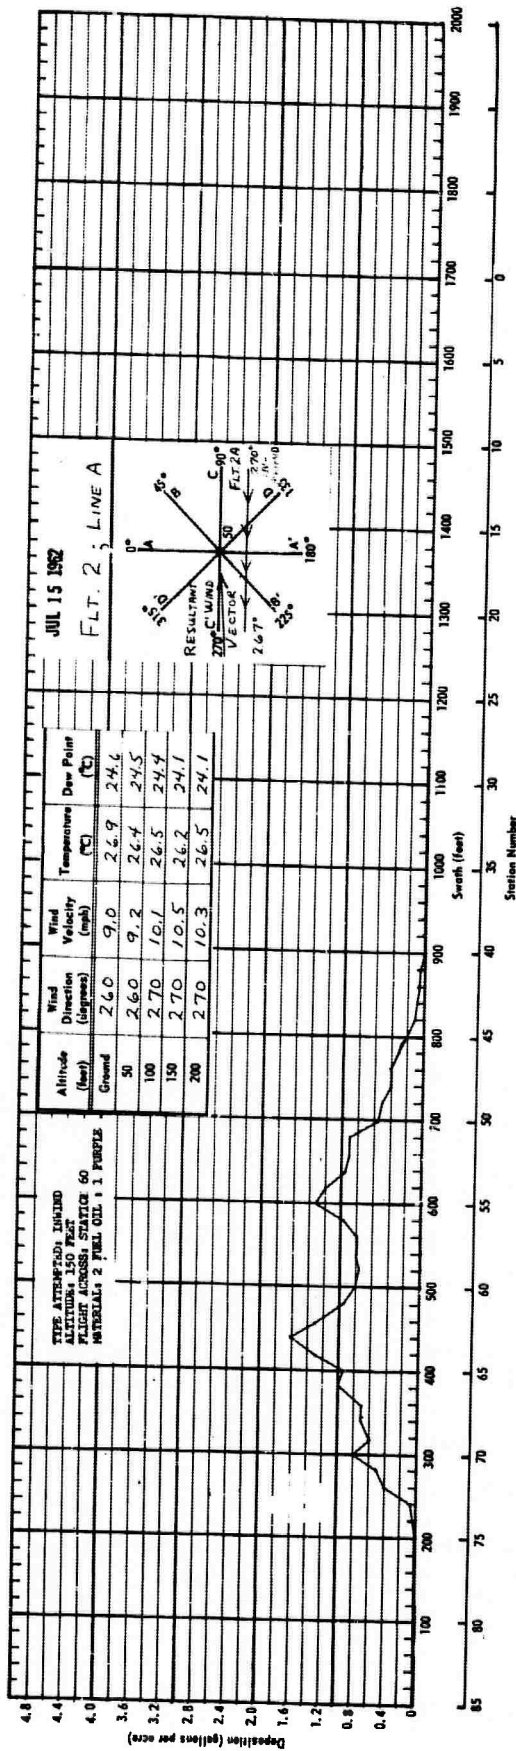 Deposition (gallons per acre)
4.8
4.4
4.0
3.6
3.2
2.8
2.4
2.0
1.6
1.2
0.8
0.4
0
TYPE ATTEMPTED: INWIND
ALTITUDE: 150 FEET
FLIGHT ACROSS: STATION 60
MATERIAL: 2 FUEL OIL : 1 PURPLE
Altitude (feet) Wind Direction (degrees) Wind Velocity (mph) Temperature (°C) Dew Point (°C)
Ground 260 9.0 26.9 24.6
50 260 9.2 26.4 24.5
100 270 10.1 26.5 24.4
150 270 10.5 26.2 24.1
200 270 10.3 26.5 24.1
JUL 15 1962
FLT. 2 ; LINE A
0°
A
45°
B
C
90°
FLT 2A
270°
D
135°
50
A'
180°
B'
225°
267°
270° C' WIND
RESULTANT
VECTOR
D'
315°
100 200 300 400 500 600 700 800 900 1000 1100 1200 1300 1400 1500 1600 1700 1800 1900 2000
Swath (feet)
85 80 75 70 65 60 55 50 45 40 35 30 25 20 15 10 5 0
Station Number